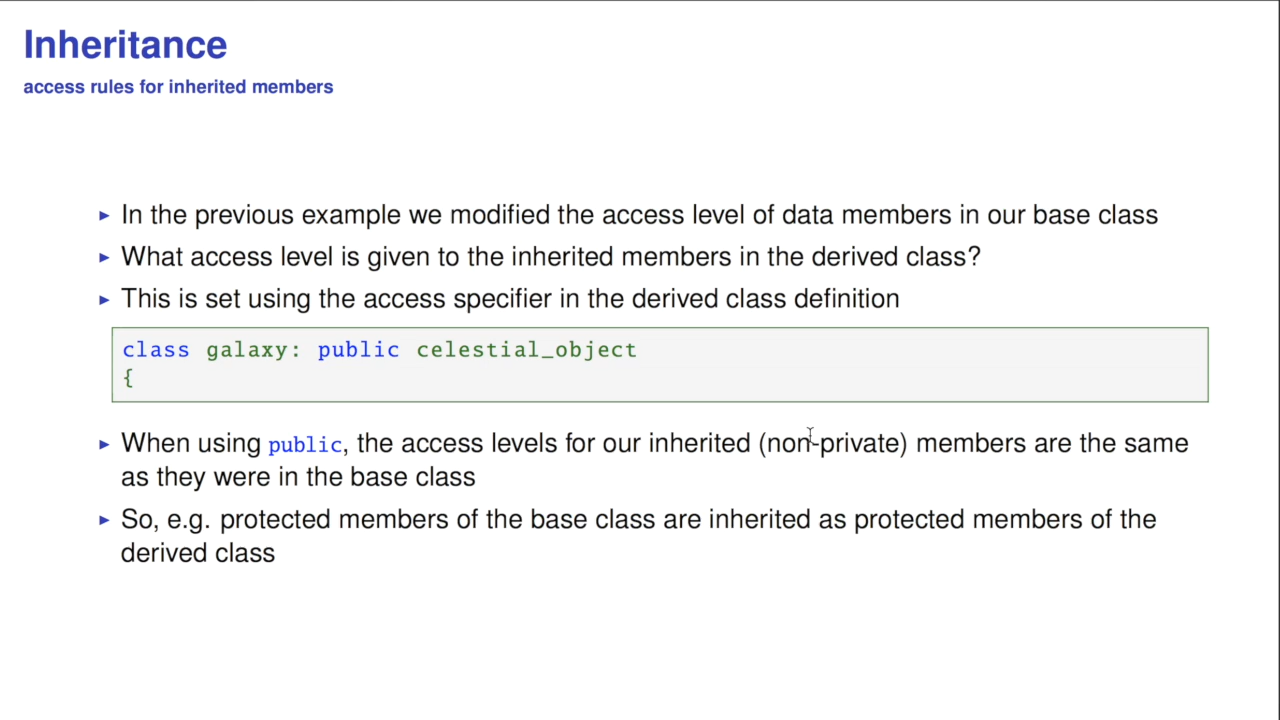 Inheritance
access rules for inherited members
▶ In the previous example we modified the access level of data members in our base class
▶ What access level is given to the inherited members in the derived class?
▶ This is set using the access specifier in the derived class definition
class galaxy: public celestial_object
{
▶ When using public, the access levels for our inherited (non-private) members are the same
as they were in the base class
▶ So, e.g. protected members of the base class are inherited as protected members of the
derived class